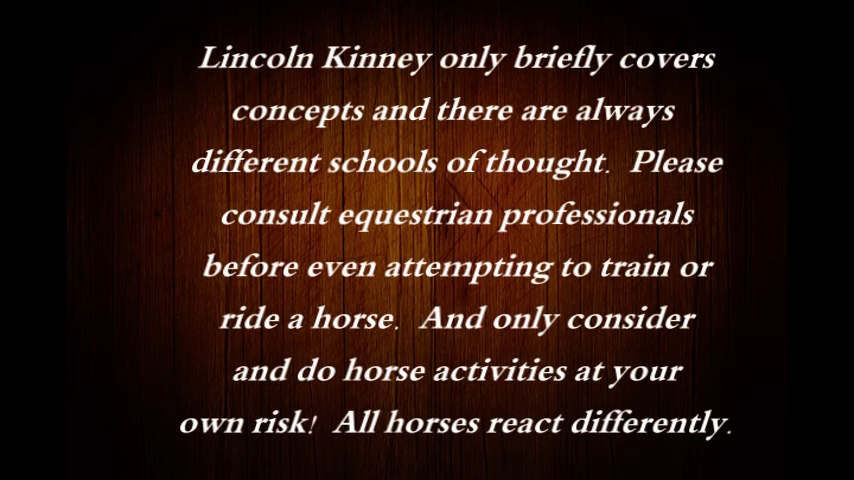 Lincoln Kinney only briefly covers
concepts and there are always
different schools of thought.  Please
consult equestrian professionals
before even attempting to train or
ride a horse.  And only consider
and do horse activities at your
own risk!  All horses react differently.